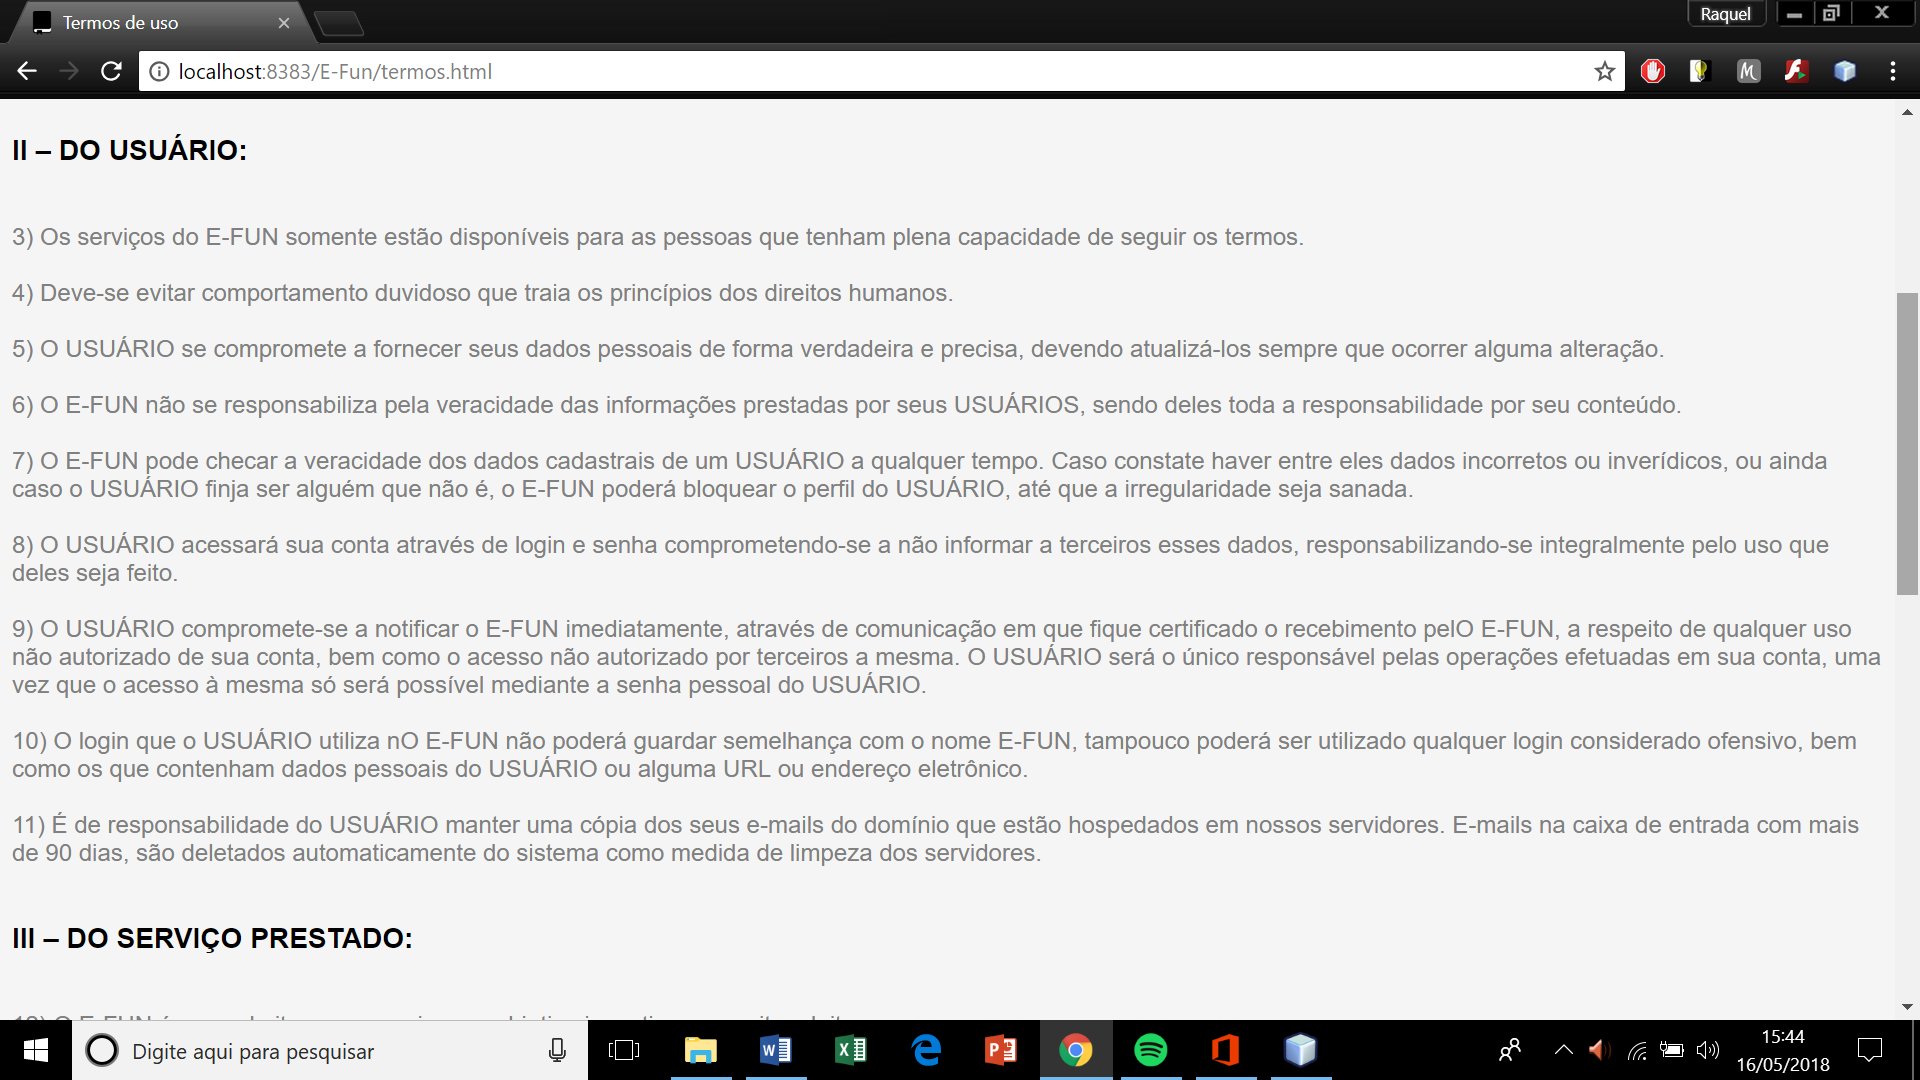 Termos de uso
Raquel
localhost:8383/E-Fun/termos.html
II – DO USUÁRIO:
3) Os serviços do E-FUN somente estão disponíveis para as pessoas que tenham plena capacidade de seguir os termos.
4) Deve-se evitar comportamento duvidoso que traia os princípios dos direitos humanos.
5) O USUÁRIO se compromete a fornecer seus dados pessoais de forma verdadeira e precisa, devendo atualizá-los sempre que ocorrer alguma alteração.
6) O E-FUN não se responsabiliza pela veracidade das informações prestadas por seus USUÁRIOS, sendo deles toda a responsabilidade por seu conteúdo.
7) O E-FUN pode checar a veracidade dos dados cadastrais de um USUÁRIO a qualquer tempo. Caso constate haver entre eles dados incorretos ou inverídicos, ou ainda
caso o USUÁRIO finja ser alguém que não é, o E-FUN poderá bloquear o perfil do USUÁRIO, até que a irregularidade seja sanada.
8) O USUÁRIO acessará sua conta através de login e senha comprometendo-se a não informar a terceiros esses dados, responsabilizando-se integralmente pelo uso que
deles seja feito.
9) O USUÁRIO compromete-se a notificar o E-FUN imediatamente, através de comunicação em que fique certificado o recebimento pelO E-FUN, a respeito de qualquer uso
não autorizado de sua conta, bem como o acesso não autorizado por terceiros a mesma. O USUÁRIO será o único responsável pelas operações efetuadas em sua conta, uma
vez que o acesso à mesma só será possível mediante a senha pessoal do USUÁRIO.
10) O login que o USUÁRIO utiliza nO E-FUN não poderá guardar semelhança com o nome E-FUN, tampouco poderá ser utilizado qualquer login considerado ofensivo, bem
como os que contenham dados pessoais do USUÁRIO ou alguma URL ou endereço eletrônico.
11) É de responsabilidade do USUÁRIO manter uma cópia dos seus e-mails do domínio que estão hospedados em nossos servidores. E-mails na caixa de entrada com mais
de 90 dias, são deletados automaticamente do sistema como medida de limpeza dos servidores.
III – DO SERVIÇO PRESTADO:
Digite aqui para pesquisar
15:44
16/05/2018